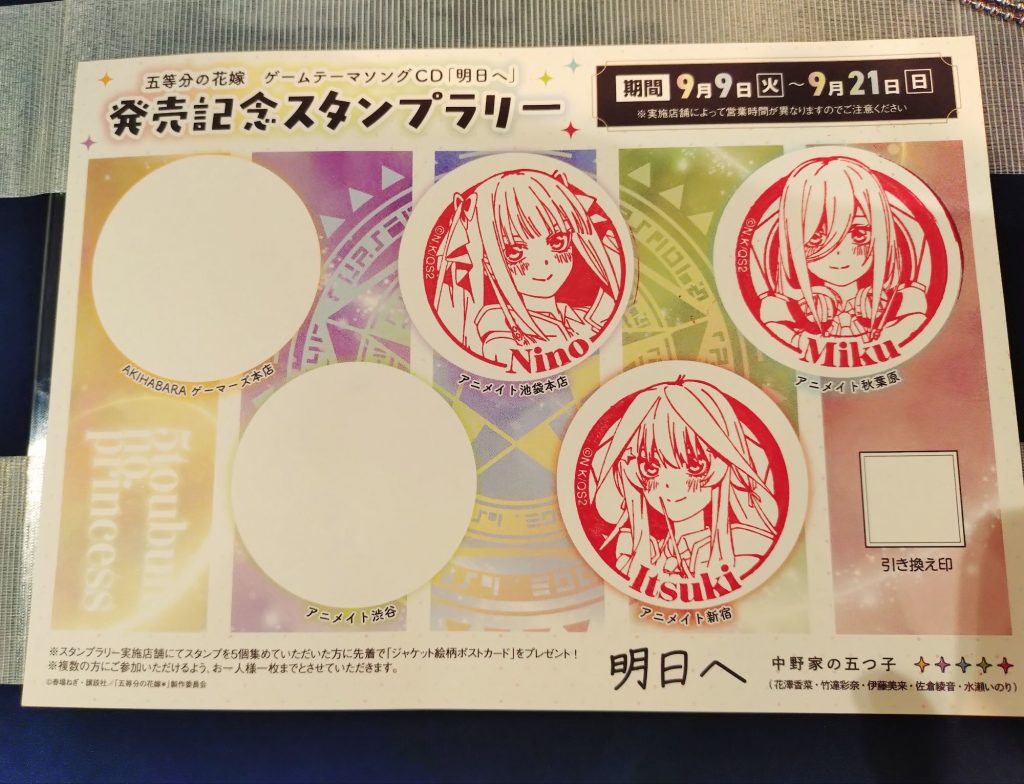 五等分の花嫁 ゲームテーマソングCD「明日へ」
発売記念スタンプラリー
期間 9月9日 火 〜 9月21日 日
※実施店舗によって営業時間が異なりますのでご注意ください
AKIHABARA ゲーマーズ本店
©N.K/QS2
Nino
アニメイト池袋本店
©N.K/QS2
Miku
アニメイト秋葉原
アニメイト渋谷
©N.K/QS2
Itsuki
アニメイト新宿
5toubun
no
princess
引き換え印
※スタンプラリー実施店舗にてスタンプを5個集めていただいた方に先着で「ジャケット絵柄ポストカード」をプレゼント!
※複数の方にご参加いただけるよう、お一人様一枚までとさせていただきます。
©春場ねぎ・講談社/「五等分の花嫁*」製作委員会
明日へ
中野家の五つ子
(花澤香菜・竹達彩奈・伊藤美来・佐倉綾音・水瀬いのり)